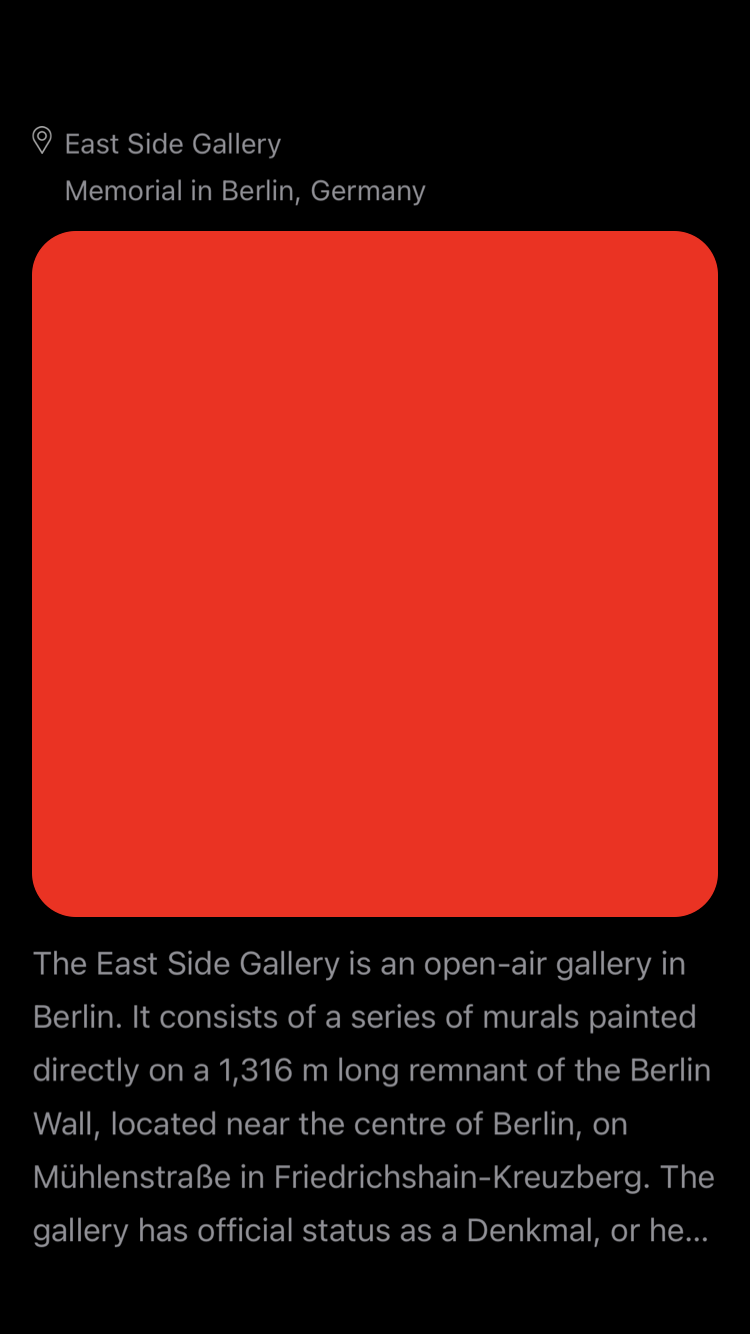 East Side Gallery
Memorial in Berlin, Germany
The East Side Gallery is an open-air gallery in
Berlin. It consists of a series of murals painted
directly on a 1,316 m long remnant of the Berlin
Wall, located near the centre of Berlin, on
Mühlenstraße in Friedrichshain-Kreuzberg. The
gallery has official status as a Denkmal, or he...